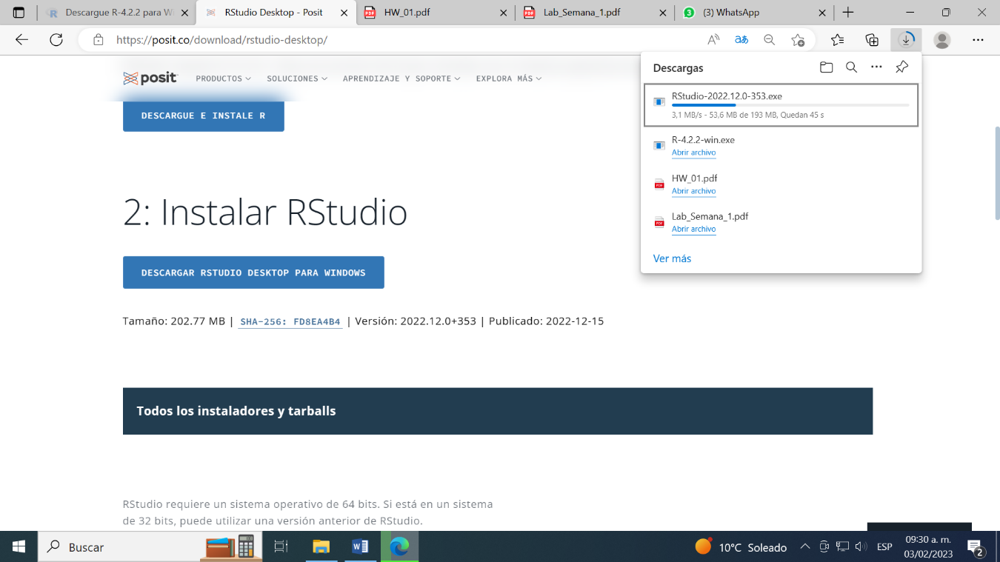 Descargue R-4.2.2 para Wi
RStudio Desktop - Posit
HW_01.pdf
Lab_Semana_1.pdf
(3) WhatsApp
https://posit.co/download/rstudio-desktop/
posit
PRODUCTOS
SOLUCIONES
APRENDIZAJE Y SOPORTE
EXPLORA MÁS
DESCARGUE E INSTALE R
Descargas
RStudio-2022.12.0-353.exe
3,1 MB/s - 53,6 MB de 193 MB, Quedan 45 s
R-4.2.2-win.exe
Abrir archivo
HW_01.pdf
Abrir archivo
Lab_Semana_1.pdf
Abrir archivo
Ver más
2: Instalar RStudio
DESCARGAR RSTUDIO DESKTOP PARA WINDOWS
Tamaño: 202.77 MB | SHA-256: FD8EA4B4 | Versión: 2022.12.0+353 | Publicado: 2022-12-15
Todos los instaladores y tarballs
RStudio requiere un sistema operativo de 64 bits. Si está en un sistema
de 32 bits, puede utilizar una versión anterior de RStudio.
Buscar
10°C Soleado
ESP
09:30 a. m.
03/02/2023
2